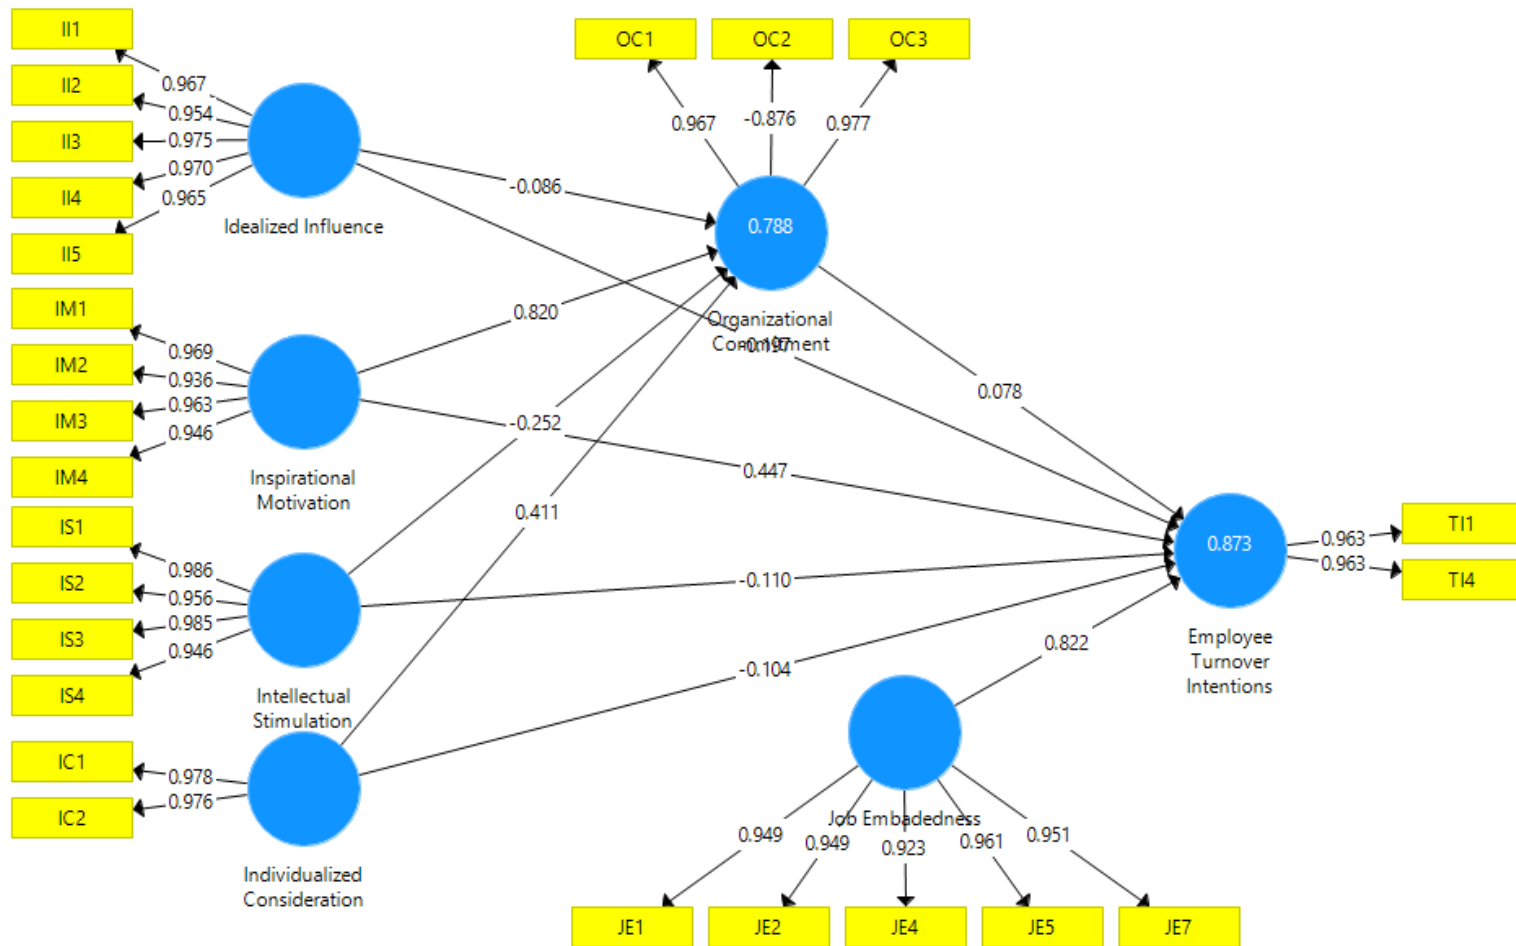 II1
II2
II3
II4
II5
0.967
0.954
0.975
0.970
0.965
Idealized Influence
IM1
IM2
IM3
IM4
0.969
0.936
0.963
0.946
Inspirational
Motivation
IS1
IS2
IS3
IS4
0.986
0.956
0.985
0.946
Intellectual
Stimulation
IC1
IC2
0.978
0.976
Individualized
Consideration
OC1
OC2
OC3
0.967
-0.876
0.977
0.788
Organizational
Commitment
-0.086
0.820
-0.252
0.411
-0.197
0.078
0.447
-0.110
-0.104
0.822
0.873
Employee
Turnover
Intentions
0.963
0.963
TI1
TI4
Job Embadedness
0.949
0.949
0.923
0.961
0.951
JE1
JE2
JE4
JE5
JE7